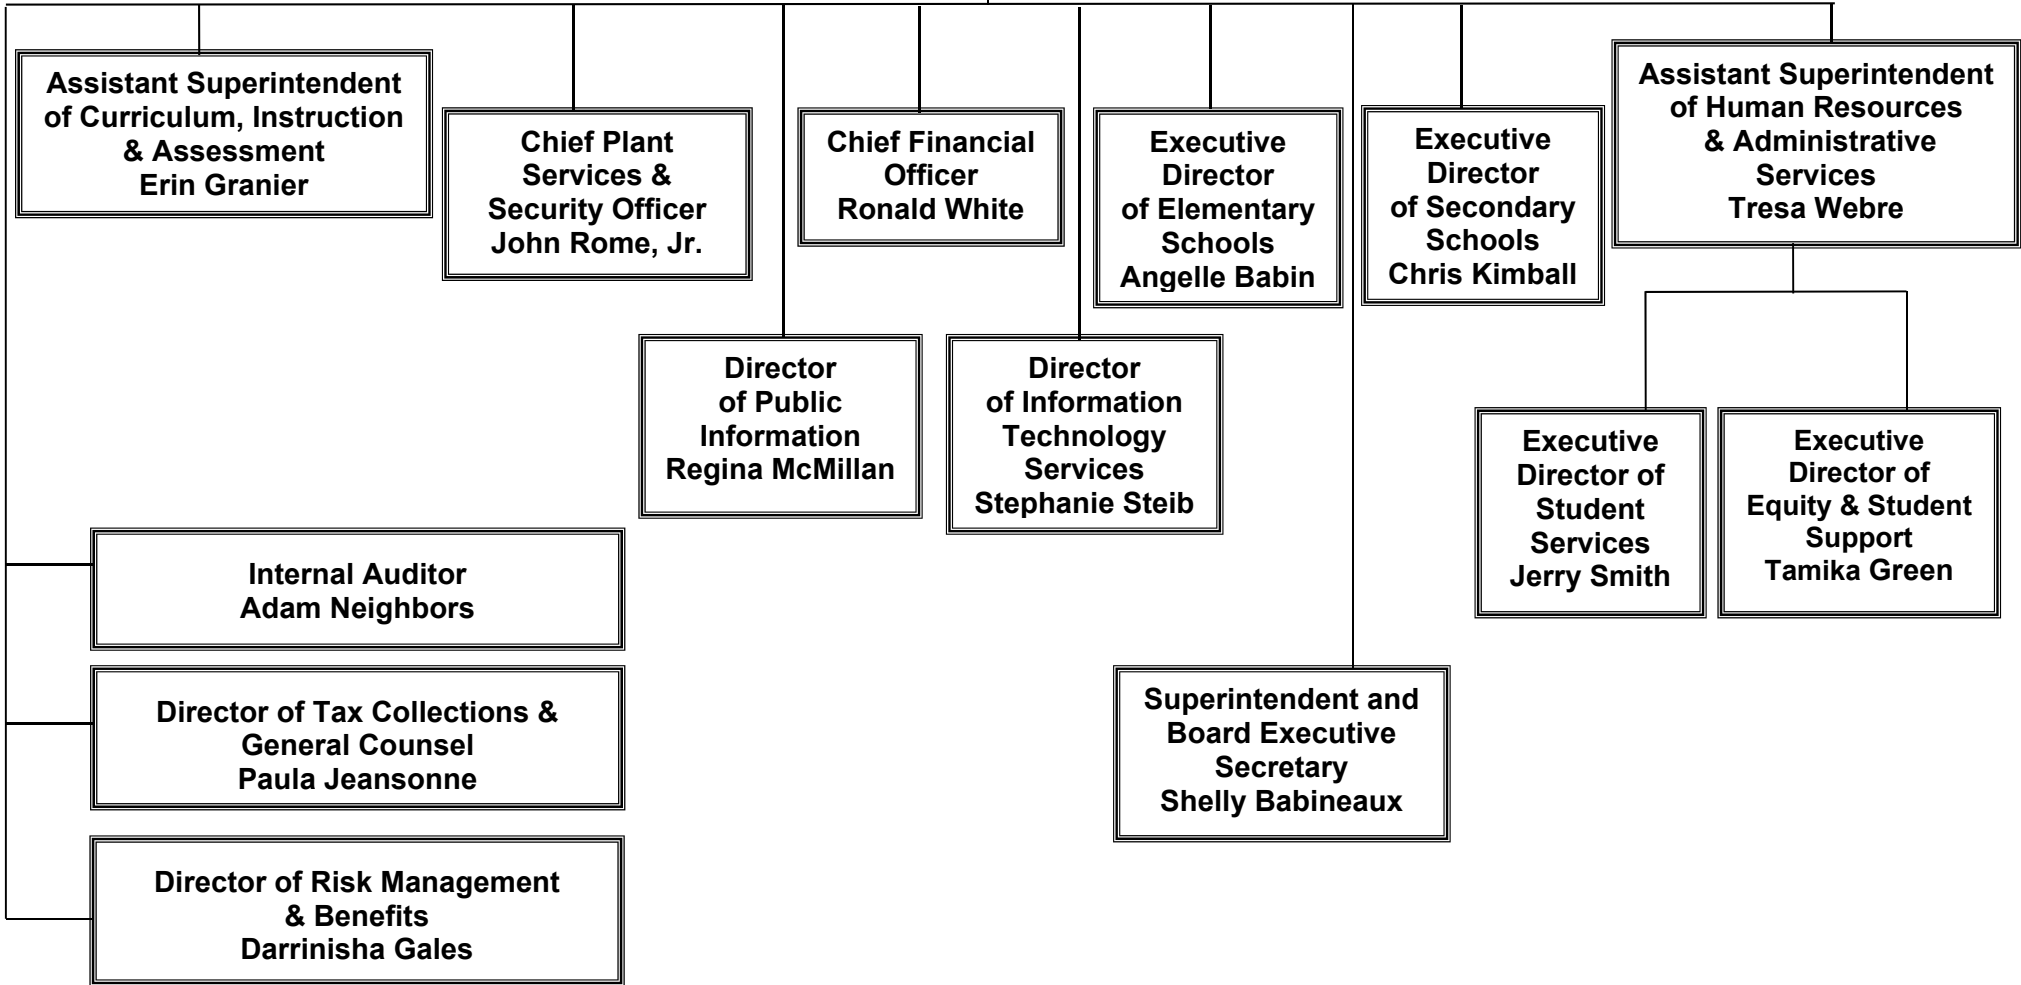 Assistant Superintendent
of Curriculum, Instruction
& Assessment
Erin Granier
Chief Plant
Services &
Security Officer
John Rome, Jr.
Chief Financial
Officer
Ronald White
Executive
Director
of Elementary
Schools
Angelle Babin
Executive
Director
of Secondary
Schools
Chris Kimball
Assistant Superintendent
of Human Resources
& Administrative
Services
Tresa Webre
Director
of Public
Information
Regina McMillan
Director
of Information
Technology
Services
Stephanie Steib
Executive
Director of
Student
Services
Jerry Smith
Executive
Director of
Equity & Student
Support
Tamika Green
Internal Auditor
Adam Neighbors
Director of Tax Collections &
General Counsel
Paula Jeansonne
Superintendent and
Board Executive
Secretary
Shelly Babineaux
Director of Risk Management
& Benefits
Darrinisha Gales